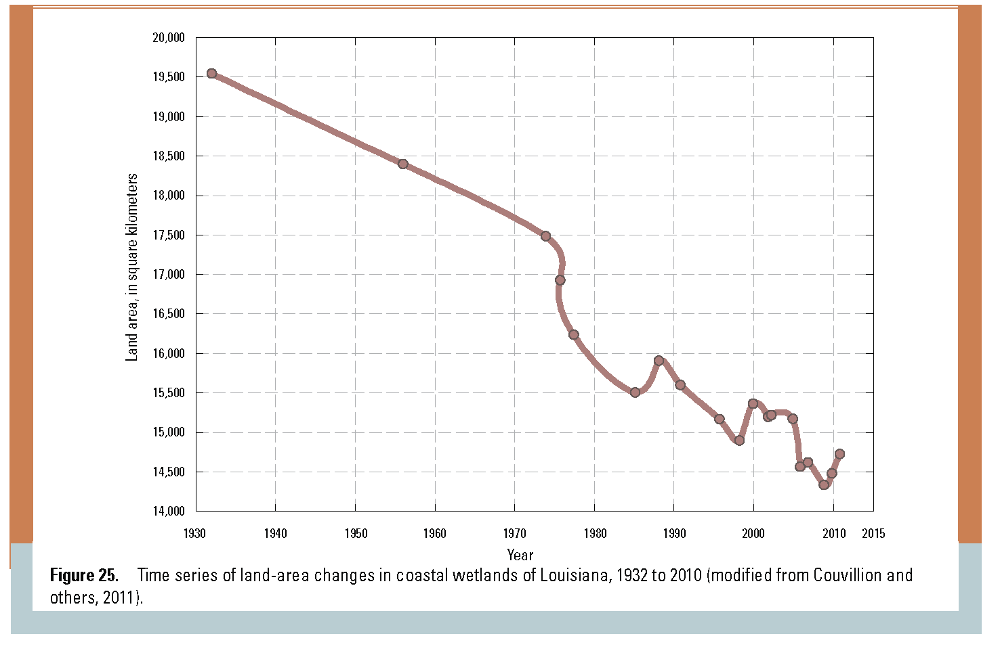 20,000
19,500
19,000
18,500
18,000
17,500
17,000
16,500
16,000
15,500
15,000
14,500
14,000
Land area, in square kilometers
1930 1940 1950 1960 1970 1980 1990 2000 2010 2015
Year
Figure 25. Time series of land-area changes in coastal wetlands of Louisiana, 1932 to 2010 (modified from Couvillion and
others, 2011).